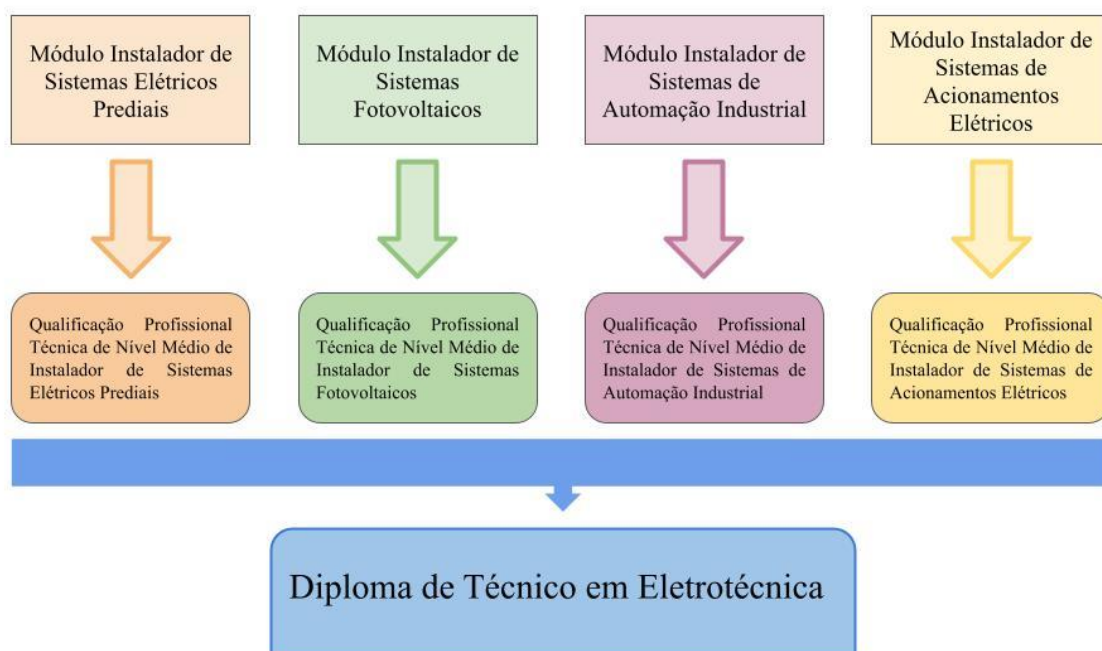 Módulo Instalador de
Sistemas Elétricos
Prediais
Módulo Instalador de
Sistemas
Fotovoltaicos
Módulo Instalador de
Sistemas de
Automação Industrial
Módulo Instalador de
Sistemas de
Acionamentos
Elétricos
Qualificação Profissional
Técnica de Nível Médio de
Instalador de Sistemas
Elétricos Prediais
Qualificação Profissional
Técnica de Nível Médio de
Instalador de Sistemas
Fotovoltaicos
Qualificação Profissional
Técnica de Nível Médio de
Instalador de Sistemas de
Automação Industrial
Qualificação Profissional
Técnica de Nível Médio de
Instalador de Sistemas de
Acionamentos Elétricos
Diploma de Técnico em Eletrotécnica